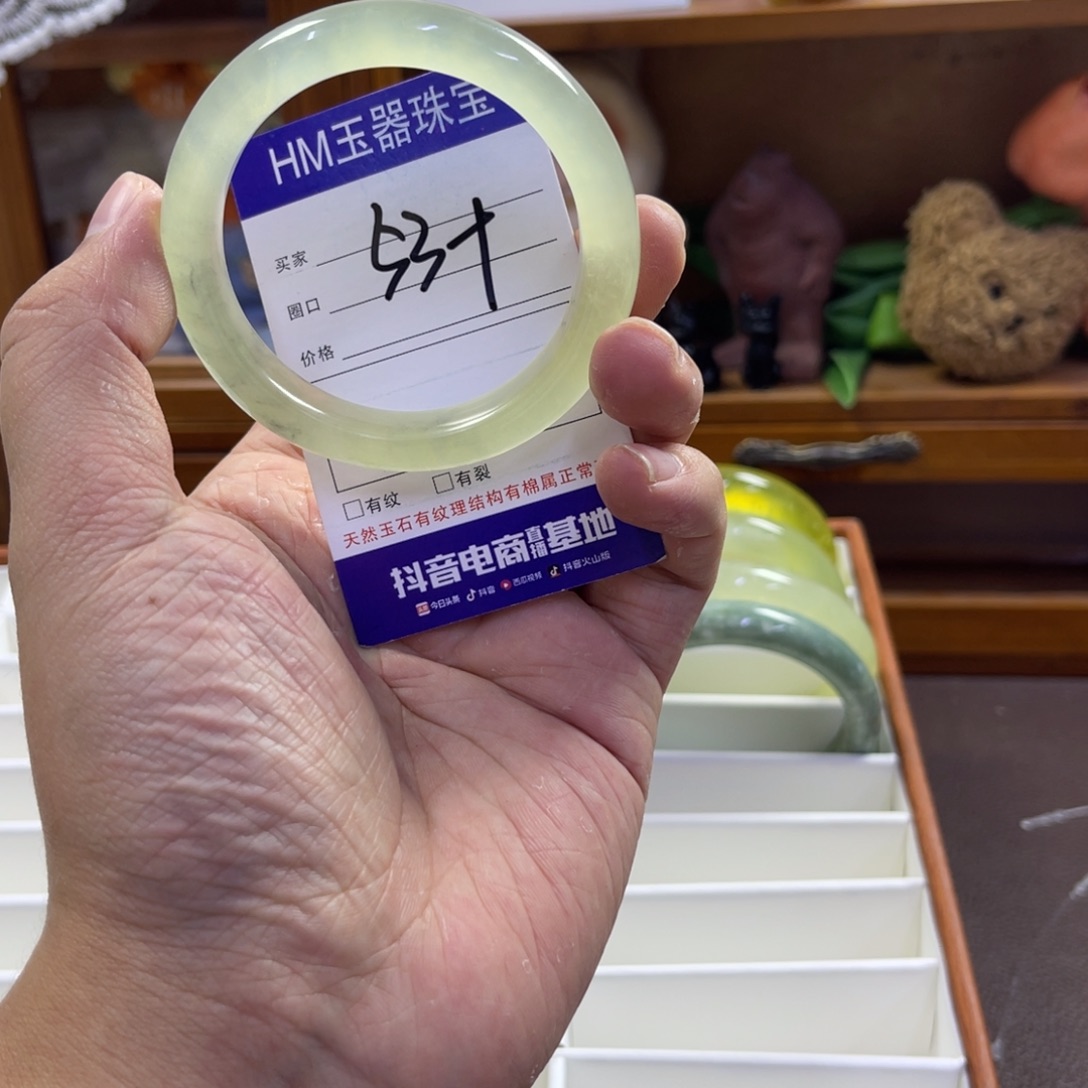 HM玉器珠宝
53+
买家
圈口
价格
□有纹 □有裂
天然玉石有纹理结构有棉属正常
抖音电商直播基地
今日头条 抖音 西瓜视频 抖音火山版